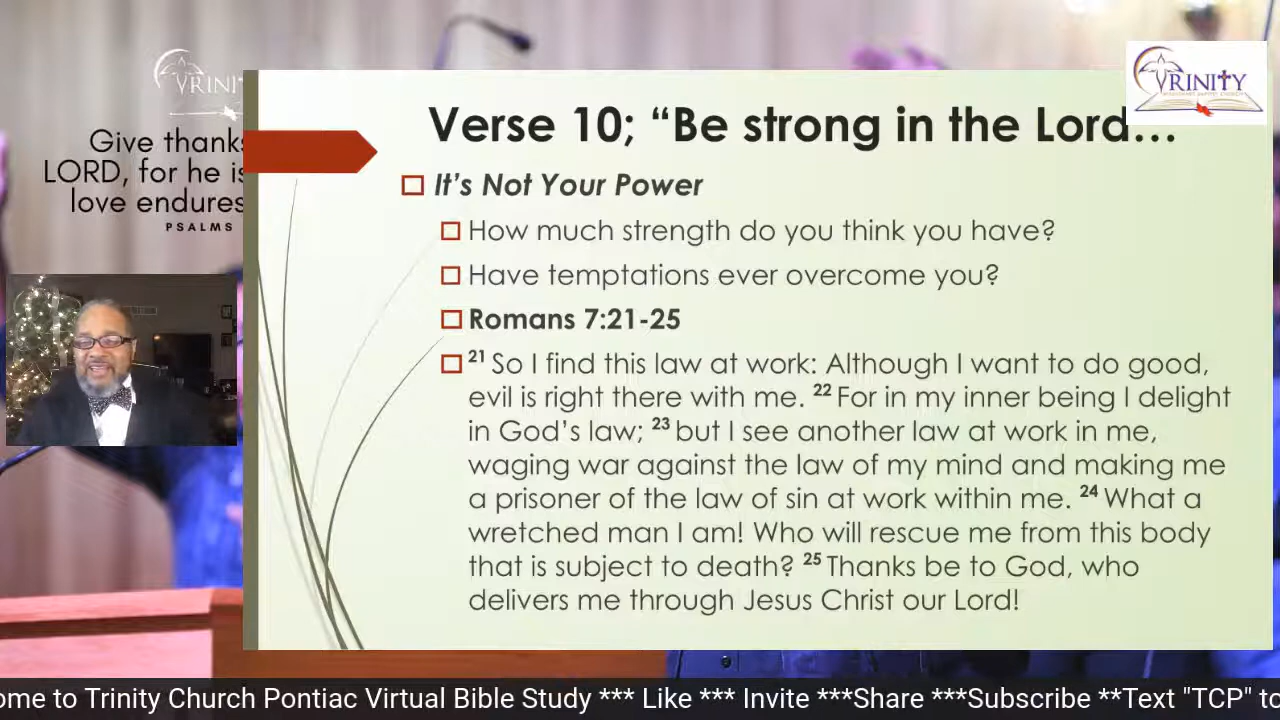 TRINITY
Give thanks
LORD, for he is
love endures
PSALMS
TRINITY
Verse 10; “Be strong in the Lord…
It’s Not Your Power
How much strength do you think you have?
Have temptations ever overcome you?
Romans 7:21-25
21 So I find this law at work: Although I want to do good,
evil is right there with me. 22 For in my inner being I delight
in God’s law; 23 but I see another law at work in me,
waging war against the law of my mind and making me
a prisoner of the law of sin at work within me. 24 What a
wretched man I am! Who will rescue me from this body
that is subject to death? 25 Thanks be to God, who
delivers me through Jesus Christ our Lord!
ome to Trinity Church Pontiac Virtual Bible Study *** Like *** Invite ***Share ***Subscribe **Text "TCP" to